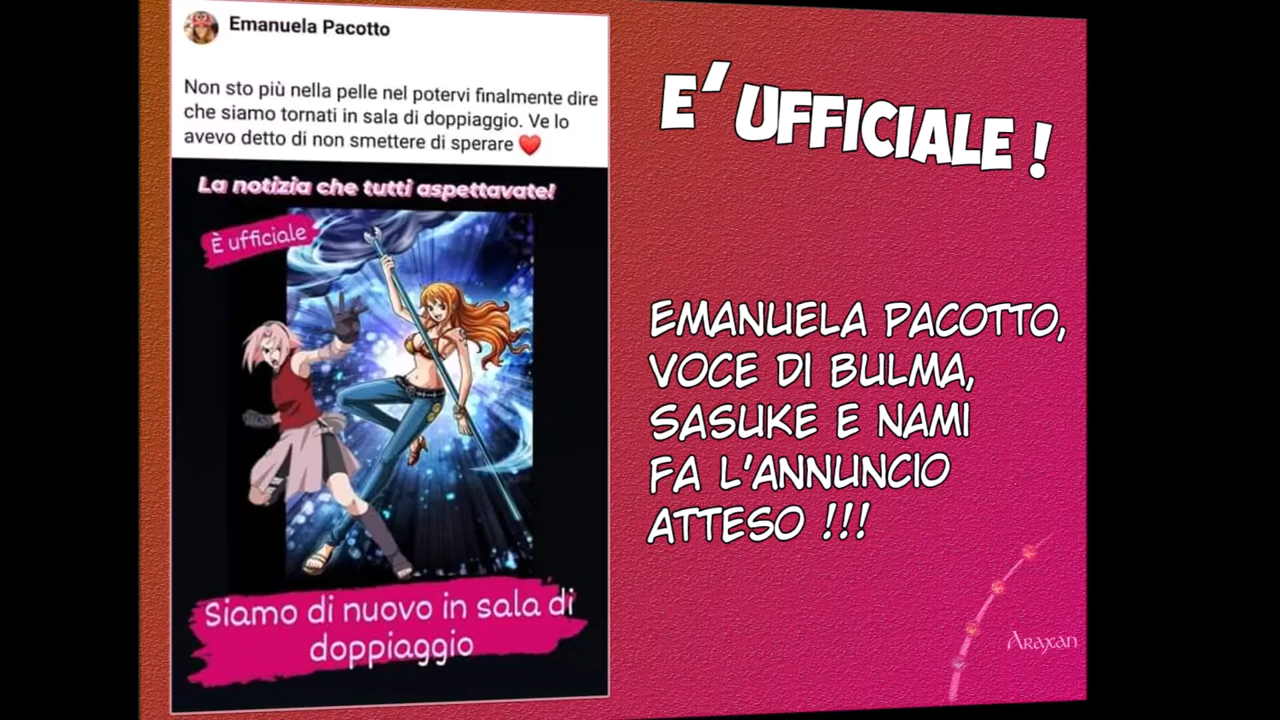 Emanuela Pacotto
Non sto più nella pelle nel potervi finalmente dire
che siamo tornati in sala di doppiaggio. Ve lo
avevo detto di non smettere di sperare ❤️
La notizia che tutti aspettavate!
È ufficiale
Siamo di nuovo in sala di
doppiaggio
E' UFFICIALE !
EMANUELA PACOTTO,
VOCE DI BULMA,
SASUKE E NAMI
FA L'ANNUNCIO
ATTESO !!!
Araxan